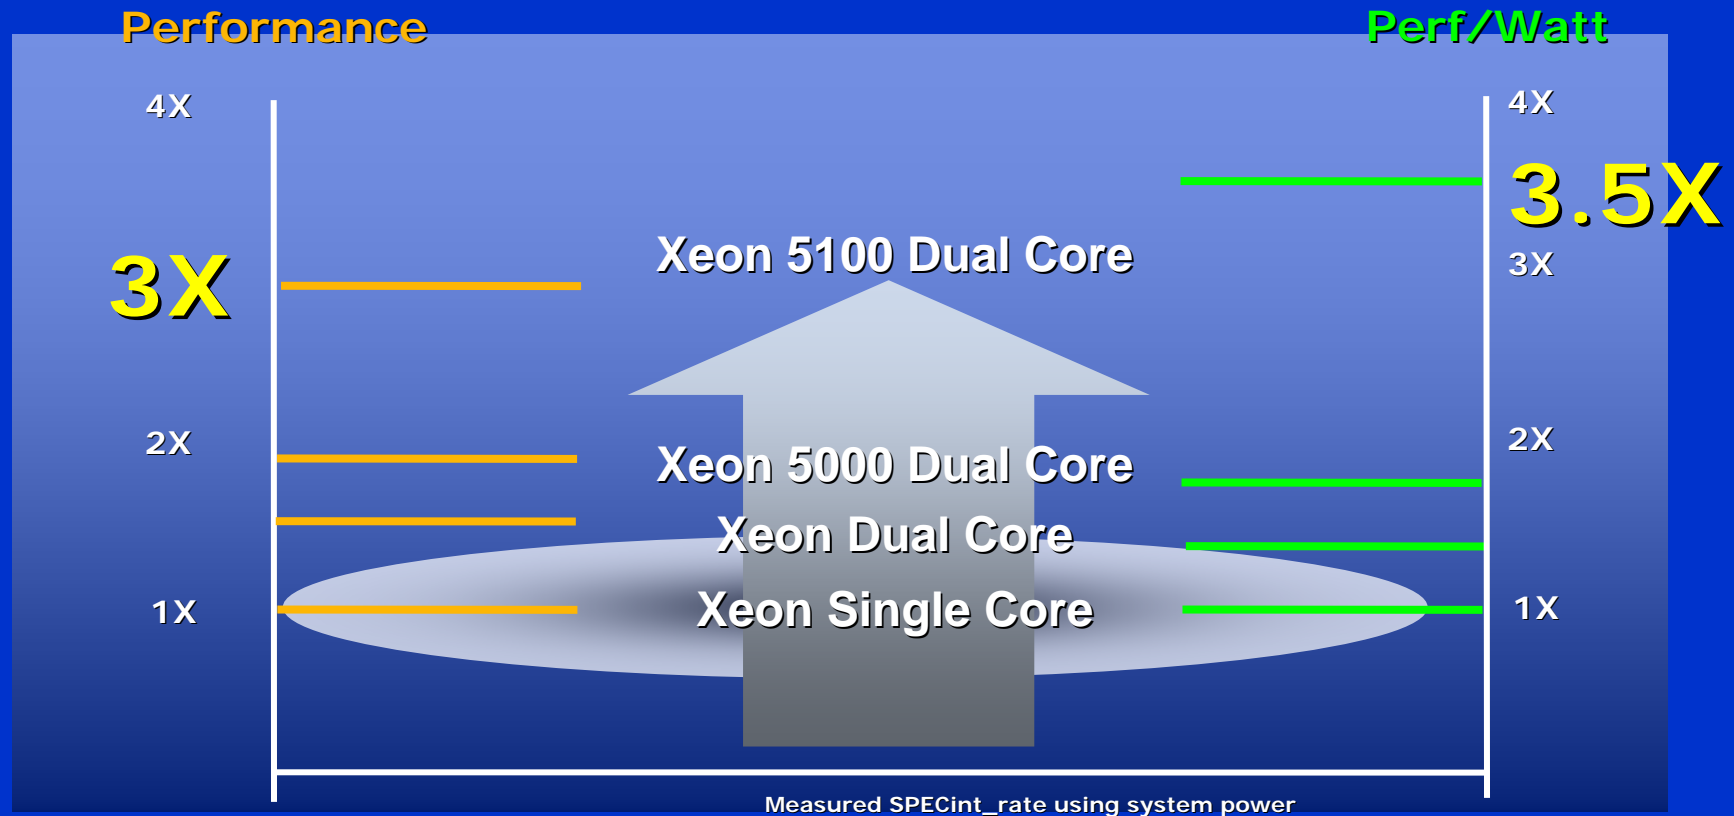 Performance
Perf/Watt
4X
4X
3.5X
Xeon 5100 Dual Core
3X
3X
2X
2X
Xeon 5000 Dual Core
Xeon Dual Core
1X
Xeon Single Core
1X
Measured SPECint_rate using system power